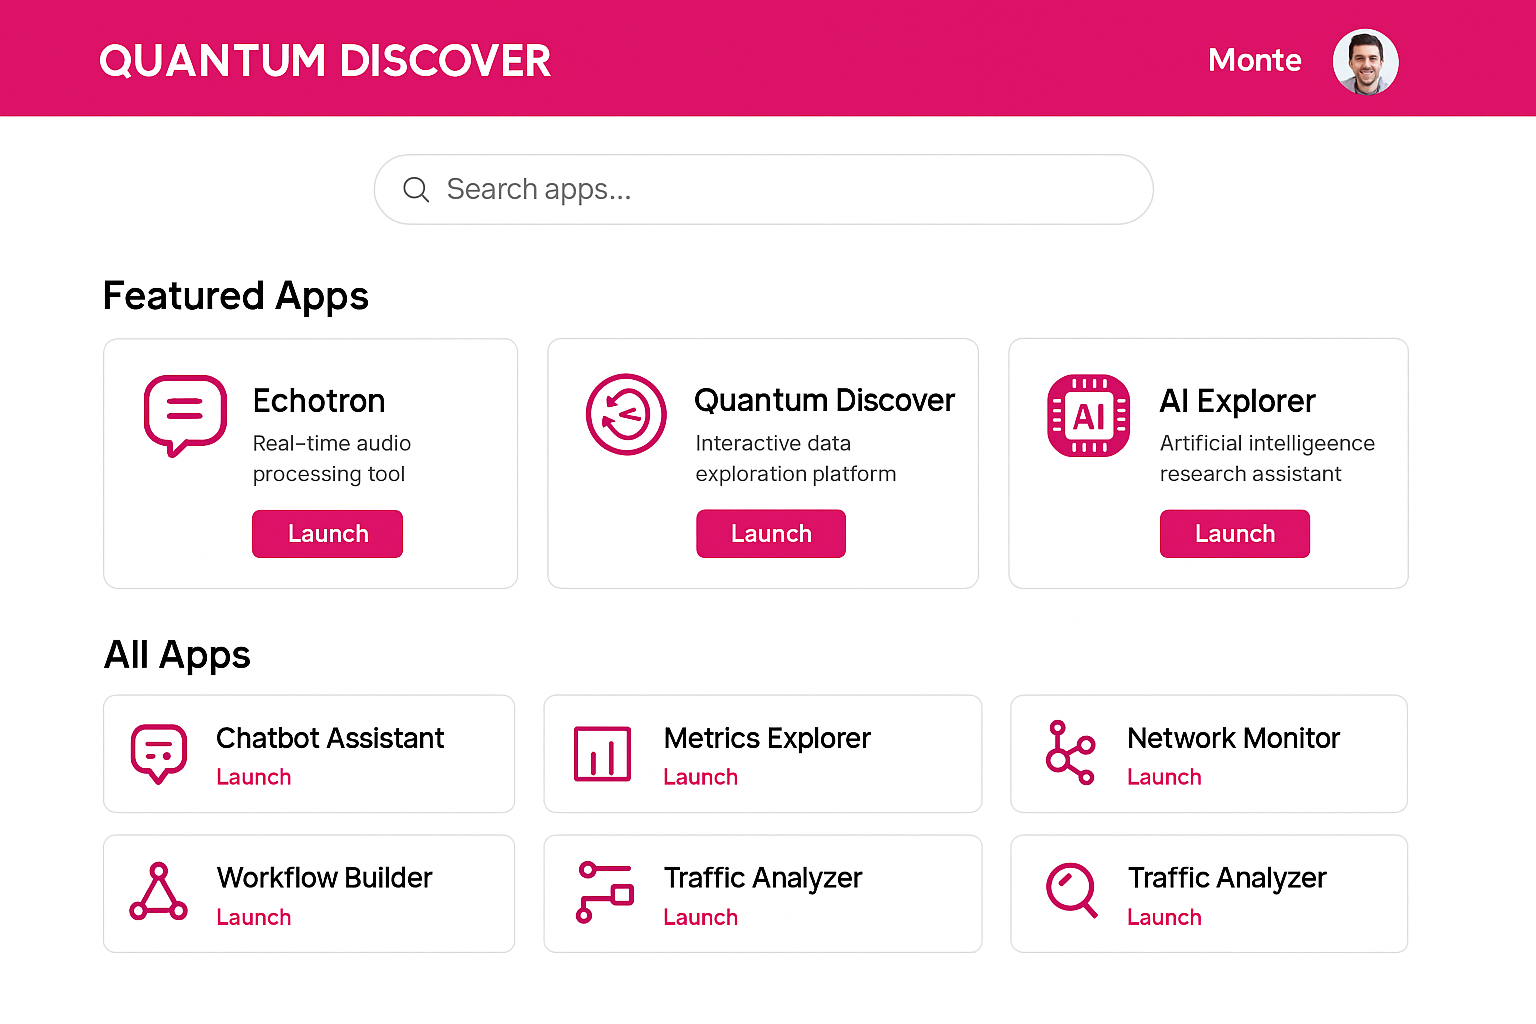 QUANTUM DISCOVER
Monte
Search apps...
Featured Apps
Echotron
Real-time audio
processing tool
Launch
Quantum Discover
Interactive data
exploration platform
Launch
AI
AI Explorer
Artificial intelligeence
research assistant
Launch
All Apps
Chatbot Assistant
Launch
Metrics Explorer
Launch
Network Monitor
Launch
Workflow Builder
Launch
Traffic Analyzer
Launch
Traffic Analyzer
Launch